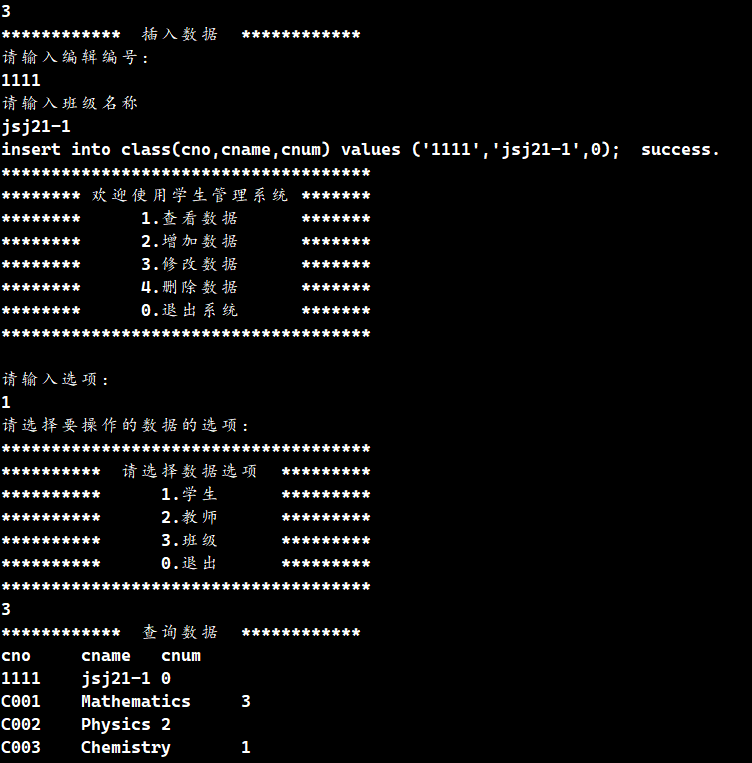 3
************  插入数据  ************
请输入编辑编号：
1111
请输入班级名称
jsj21-1
insert into class(cno,cname,cnum) values ('1111','jsj21-1',0);  success.
*************************************
******** 欢迎使用学生管理系统 *******
********      1.查看数据      *******
********      2.增加数据      *******
********      3.修改数据      *******
********      4.删除数据      *******
********      0.退出系统      *******
*************************************
请输入选项：
1
请选择要操作的数据的选项：
*************************************
**********  请选择数据选项  *********
**********      1.学生      *********
**********      2.教师      *********
**********      3.班级      *********
**********      0.退出      *********
*************************************
3
************  查询数据  ************
cno     cname   cnum
1111    jsj21-1 0
C001    Mathematics     3
C002    Physics 2
C003    Chemistry       1